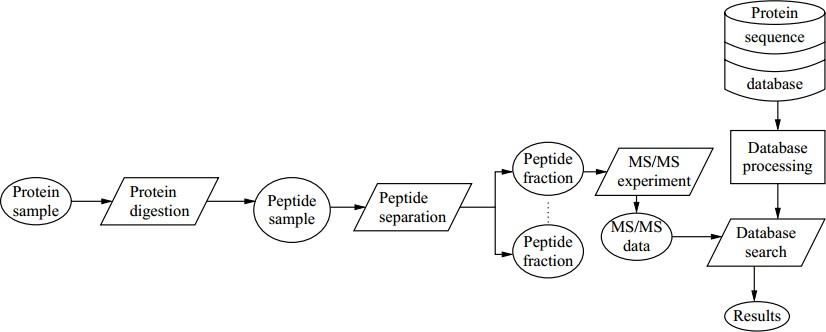 Protein
sample
Protein
digestion
Peptide
sample
Peptide
separation
Peptide
fraction
Peptide
fraction
MS/MS
experiment
MS/MS
data
Protein
sequence
database
Database
processing
Database
search
Results